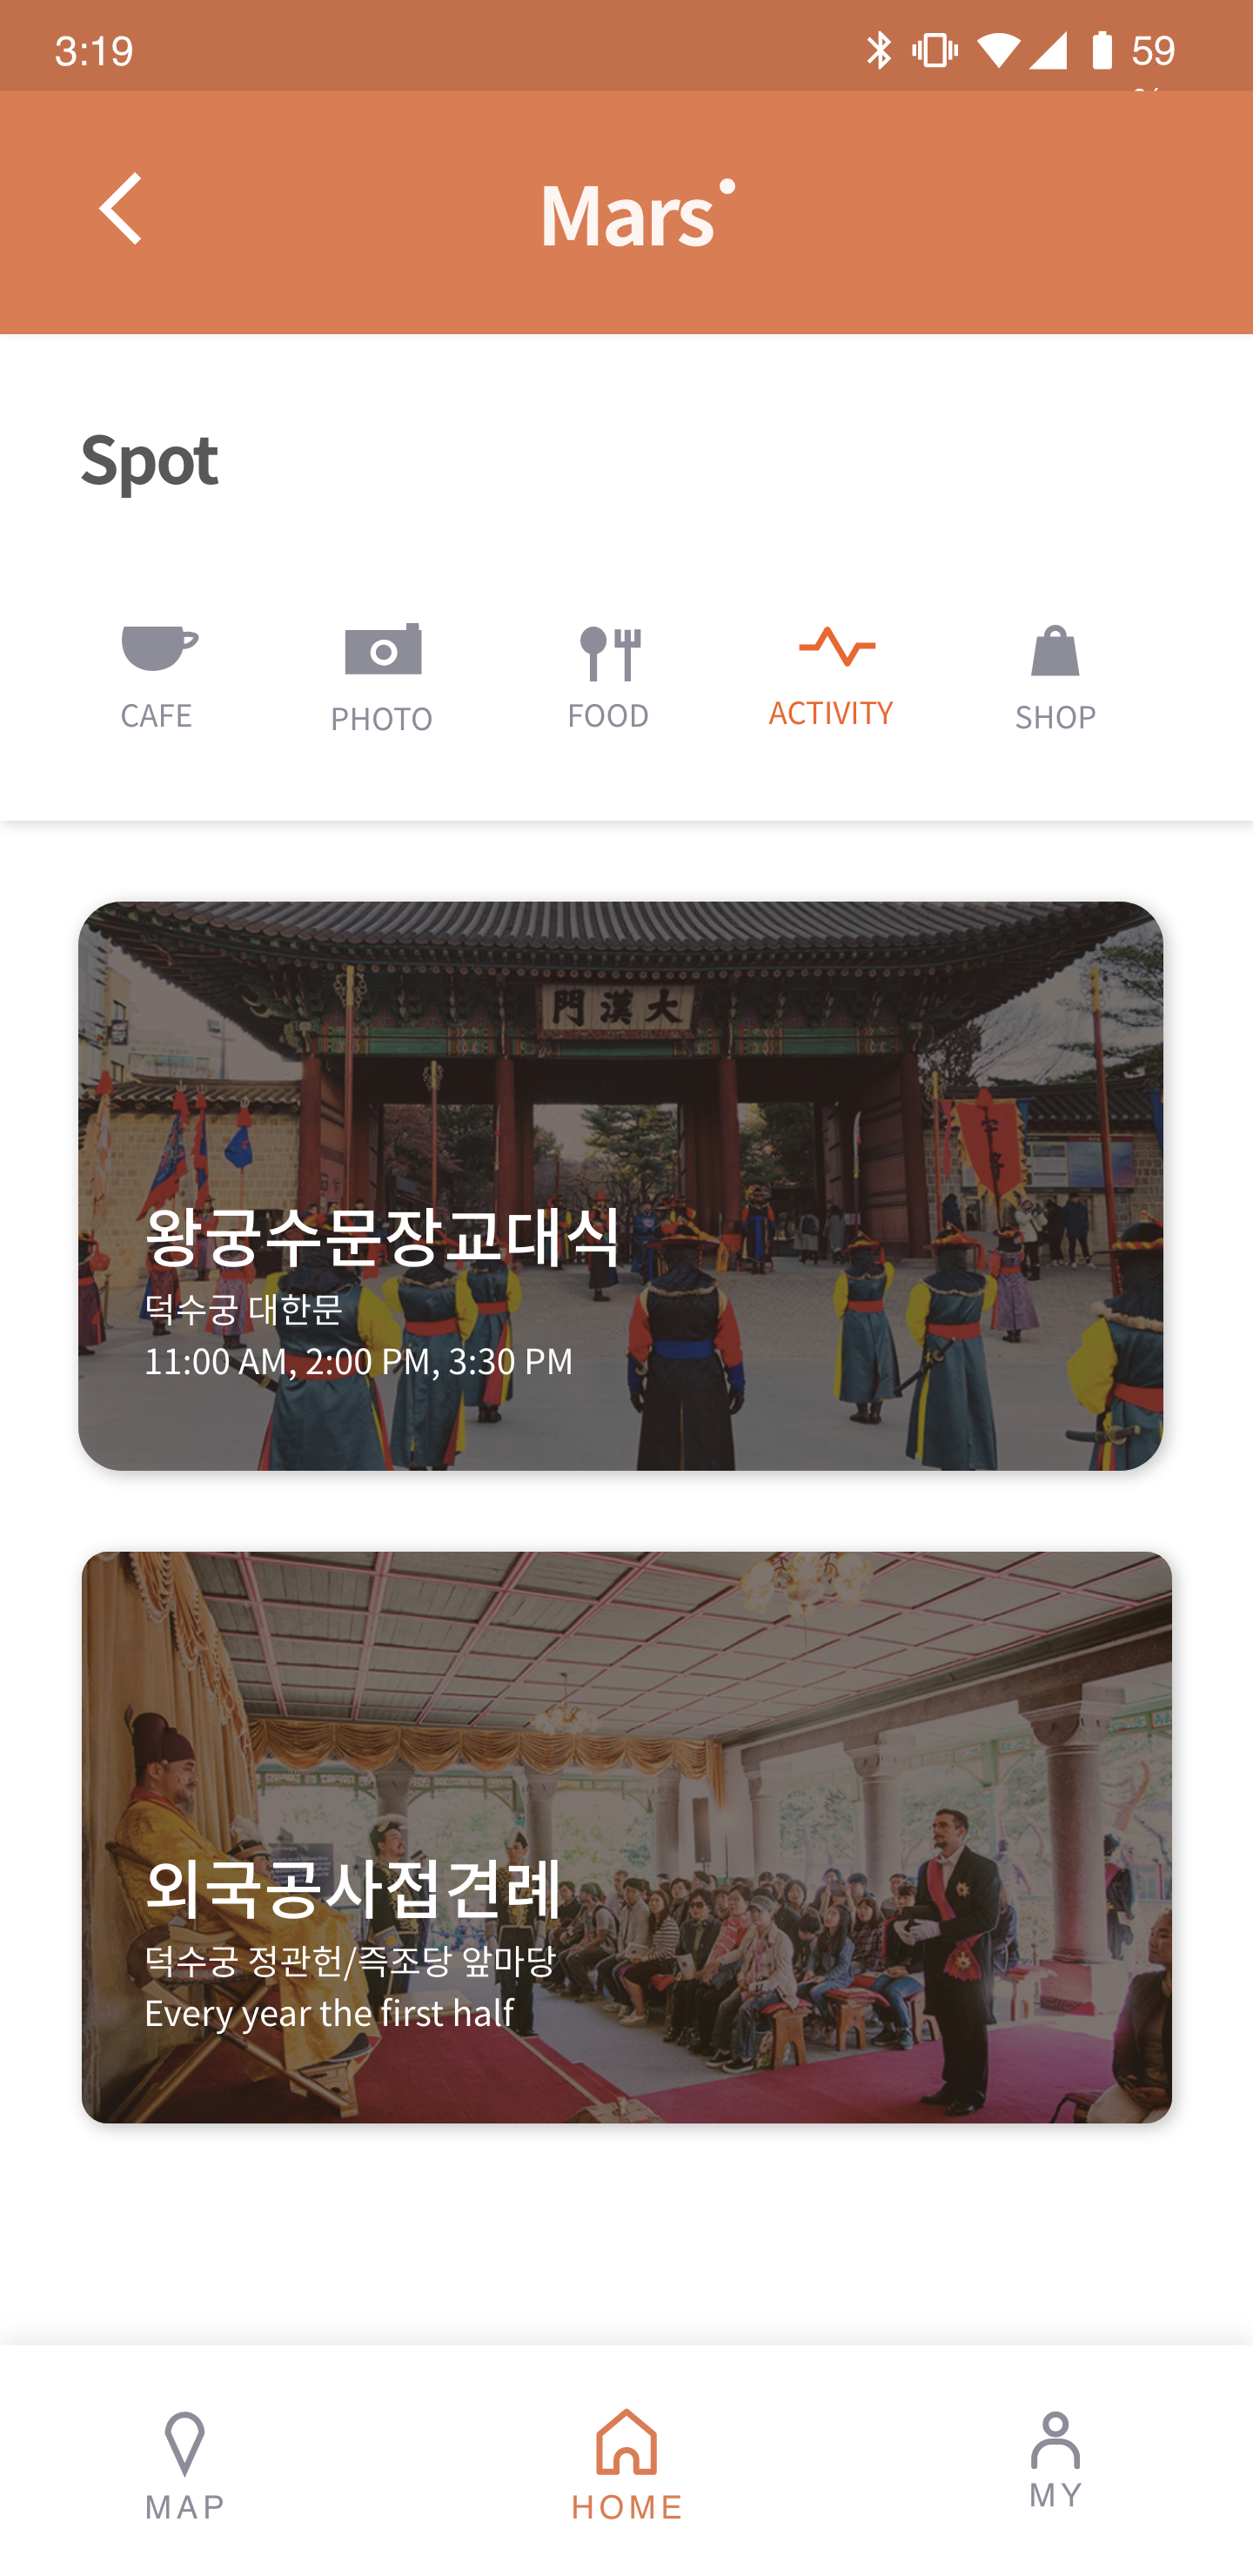 3:19
59
Mars
Spot
CAFE
PHOTO
FOOD
ACTIVITY
SHOP
門漢大
왕궁수문장교대식
덕수궁 대한문
11:00 AM, 2:00 PM, 3:30 PM
외국공사접견례
덕수궁 정관헌/즉조당 앞마당
Every year the first half
MAP
HOME
MY